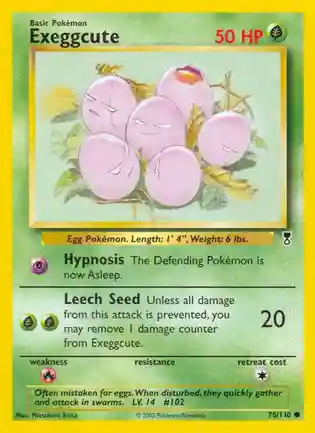 Basic Pokémon
Exeggcute 50 HP
Egg Pokémon. Length: 1' 4", Weight: 6 lbs.
Hypnosis The Defending Pokémon is
now Asleep.
Leech Seed Unless all damage
from this attack is prevented, you
may remove 1 damage counter
from Exeggcute.
20
weakness resistance retreat cost
Often mistaken for eggs. When disturbed, they quickly gather
and attack in swarms. LV. 14 #102
Illus. Mitsuhiro Arita ©2002 Pokémon/Nintendo 75/110